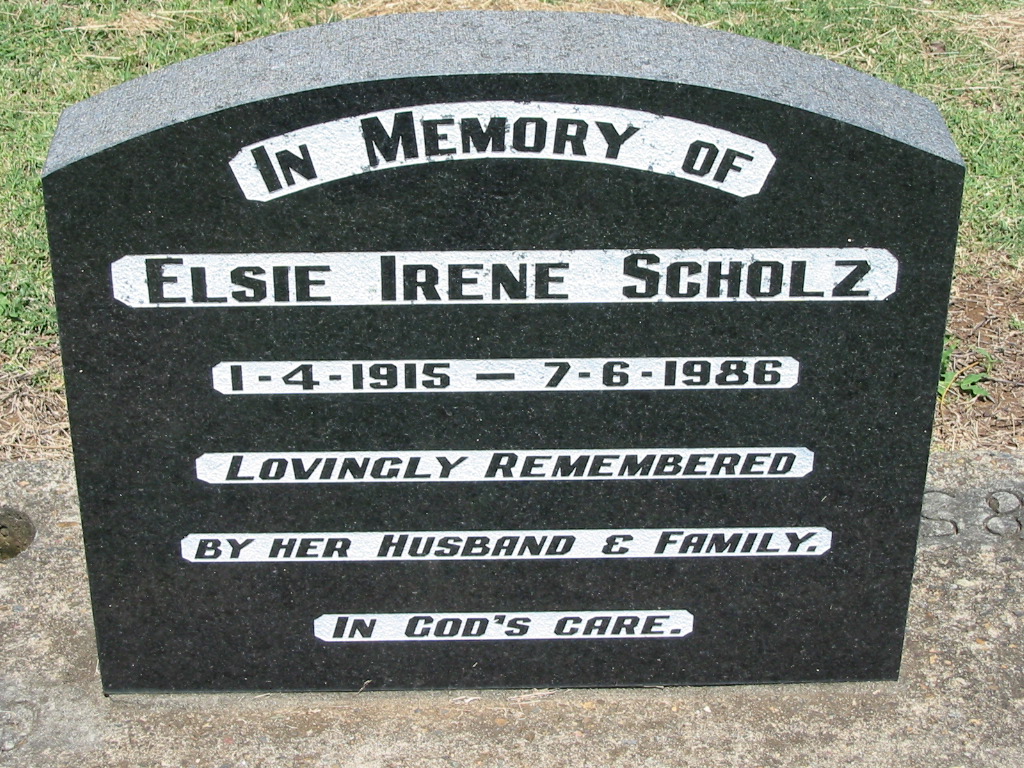 In Memory of
Elsie Irene Scholz
1-4-1915 — 7-6-1986
Lovingly Remembered
by her Husband & Family.
In God's care.
S 8